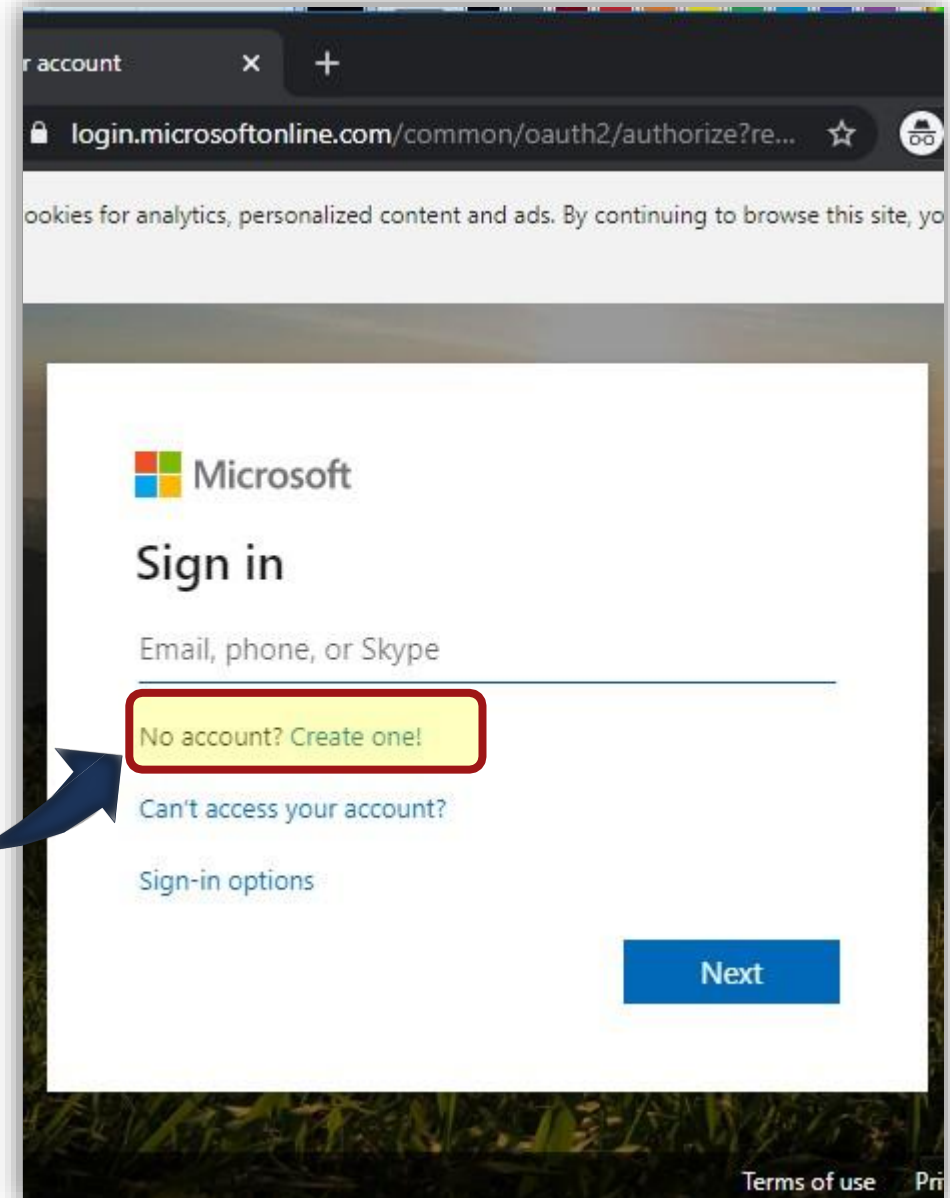 r account
login.microsoftonline.com/common/oauth2/authorize?re...
ookies for analytics, personalized content and ads. By continuing to browse this site, yo
Microsoft
Sign in
Email, phone, or Skype
No account? Create one!
Can't access your account?
Sign-in options
Next
Terms of use Pri